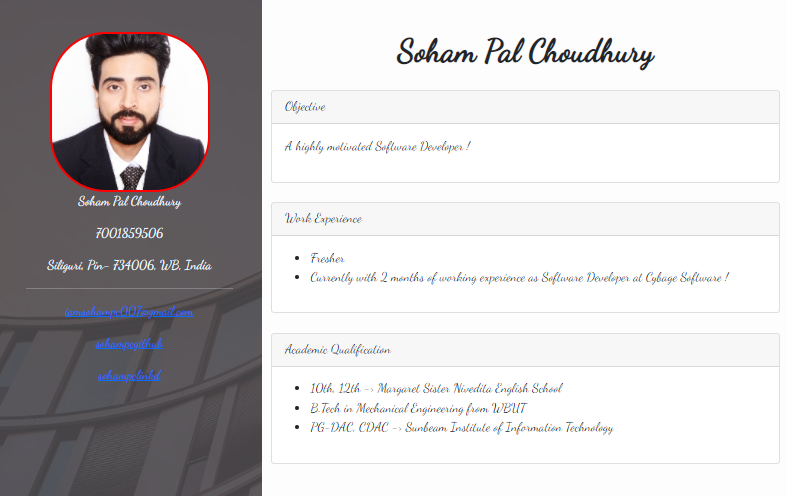 Soham Pal Choudhury
7001859506
Siliguri, Pin- 734006, WB, India
iamsohampc007@gmail.com
sohampcgithub
sohampclinkd
Soham Pal Choudhury
Objective
A highly motivated Software Developer !
Work Experience
Fresher
Currently with 2 months of working experience as Software Developer at Cybage Software !
Academic Qualification
10th, 12th -> Margaret Sister Nivedita English School
B.Tech in Mechanical Engineering from WBUT
PG-DAC, CDAC -> Sunbeam Institute of Information Technology